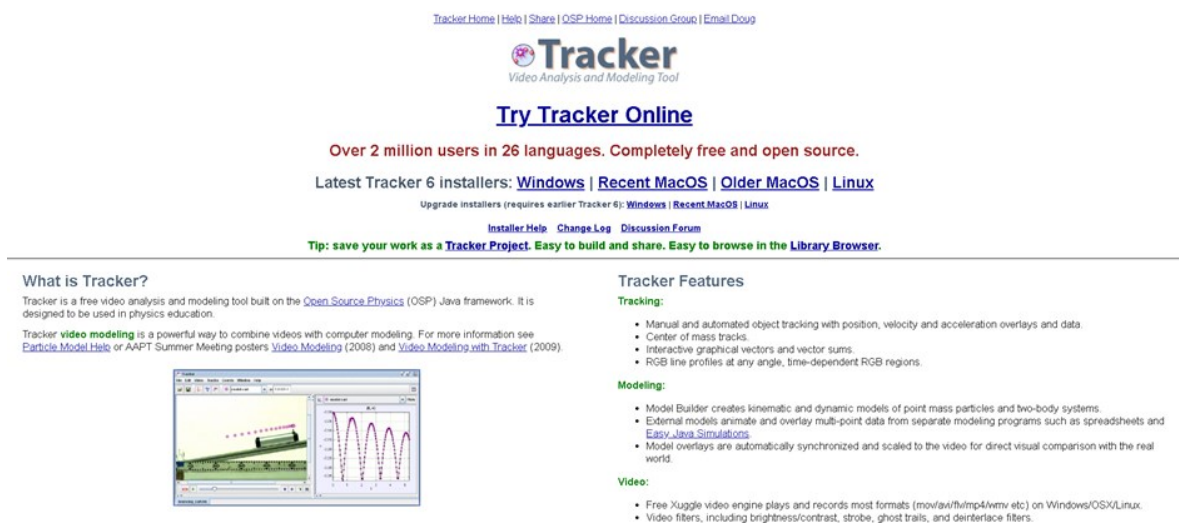 Tracker Home | Help | Share | OSP Home | Discussion Group | Email Doug
Tracker
Video Analysis and Modeling Tool
Try Tracker Online
Over 2 million users in 26 languages. Completely free and open source.
Latest Tracker 6 installers: Windows | Recent MacOS | Older MacOS | Linux
Upgrade installers (requires earlier Tracker 6): Windows | Recent MacOS | Linux
Installer Help Change Log Discussion Forum
Tip: save your work as a Tracker Project. Easy to build and share. Easy to browse in the Library Browser.
What is Tracker?
Tracker is a free video analysis and modeling tool built on the Open Source Physics (OSP) Java framework. It is
designed to be used in physics education.
Tracker video modeling is a powerful way to combine videos with computer modeling. For more information see
Particle Model Help or AAPT Summer Meeting posters Video Modeling (2008) and Video Modeling with Tracker (2009).
Tracker
File Edit Video Tracks Coords Window Help
Tracker Features
Tracking:
• Manual and automated object tracking with position, velocity and acceleration overlays and data.
• Center of mass tracks.
• Interactive graphical vectors and vector sums.
• RGB line profiles at any angle, time-dependent RGB regions.
Modeling:
• Model Builder creates kinematic and dynamic models of point mass particles and two-body systems.
• External models animate and overlay multi-point data from separate modeling programs such as spreadsheets and
Easy Java Simulations.
• Model overlays are automatically synchronized and scaled to the video for direct visual comparison with the real
world.
Video:
• Free Xuggle video engine plays and records most formats (mov/avi/flv/mp4/wmv etc) on Windows/OSX/Linux.
• Video filters, including brightness/contrast, strobe, ghost trails, and deinterlace filters.